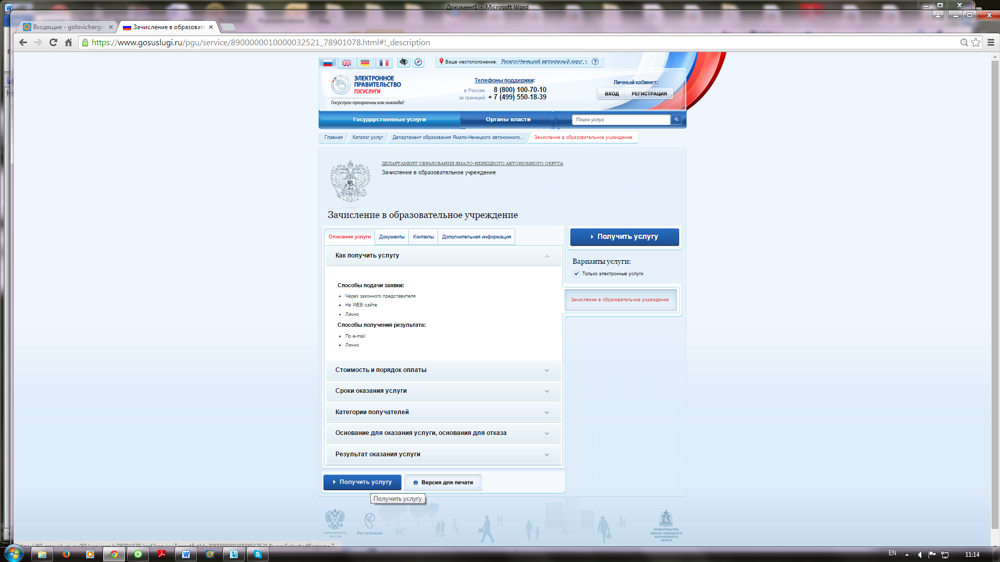 Документ1 - Microsoft Word
Входящие - golovichergv
Зачисление в образоват
https://www.gosuslugi.ru/pgu/service/8900000010000032521_78901078.html#!_description
Ваше местоположение: Ямало-Ненецкий автономный округ
ЭЛЕКТРОННОЕ
ПРАВИТЕЛЬСТВО
ГОСУСЛУГИ
Госуслуги прозрачны как никогда!
Телефоны поддержки:
в России: 8 (800) 100-70-10
за границей: + 7 (499) 550-18-39
Личный кабинет:
ВХОД РЕГИСТРАЦИЯ
Государственные услуги Органы власти Поиск услуг
Главная Каталог услуг Департамент образования Ямало-Ненецкого автономного... Зачисление в образовательное учреждение
ДЕПАРТАМЕНТ ОБРАЗОВАНИЯ ЯМАЛО-НЕНЕЦКОГО АВТОНОМНОГО ОКРУГА
Зачисление в образовательное учреждение
Зачисление в образовательное учреждение
Описание услуги Документы Контакты Дополнительная информация
Получить услугу
Как получить услугу
Варианты услуги:
Только электронные услуги
Способы подачи заявки:
Через законного представителя
На WEB сайте
Лично
Зачисление в образовательное учреждение
Способы получения результата:
По e-mail
Лично
Стоимость и порядок оплаты
Сроки оказания услуги
Категории получателей
Основание для оказания услуги, основания для отказа
Результат оказания услуги
Получить услугу Версия для печати
Получить услугу
МИНКОМСВЯЗЬ
РОССИИ
Ростелеком
ПРАВИТЕЛЬСТВО
ЯМАЛО-НЕНЕЦКОГО
АВТОНОМНОГО
ОКРУГА
https://89.gosuslugi.ru/89/services/s78901078/init?serviceTargetExtId=8900000010000032521&userSelectedRegion=7
EN
11:14